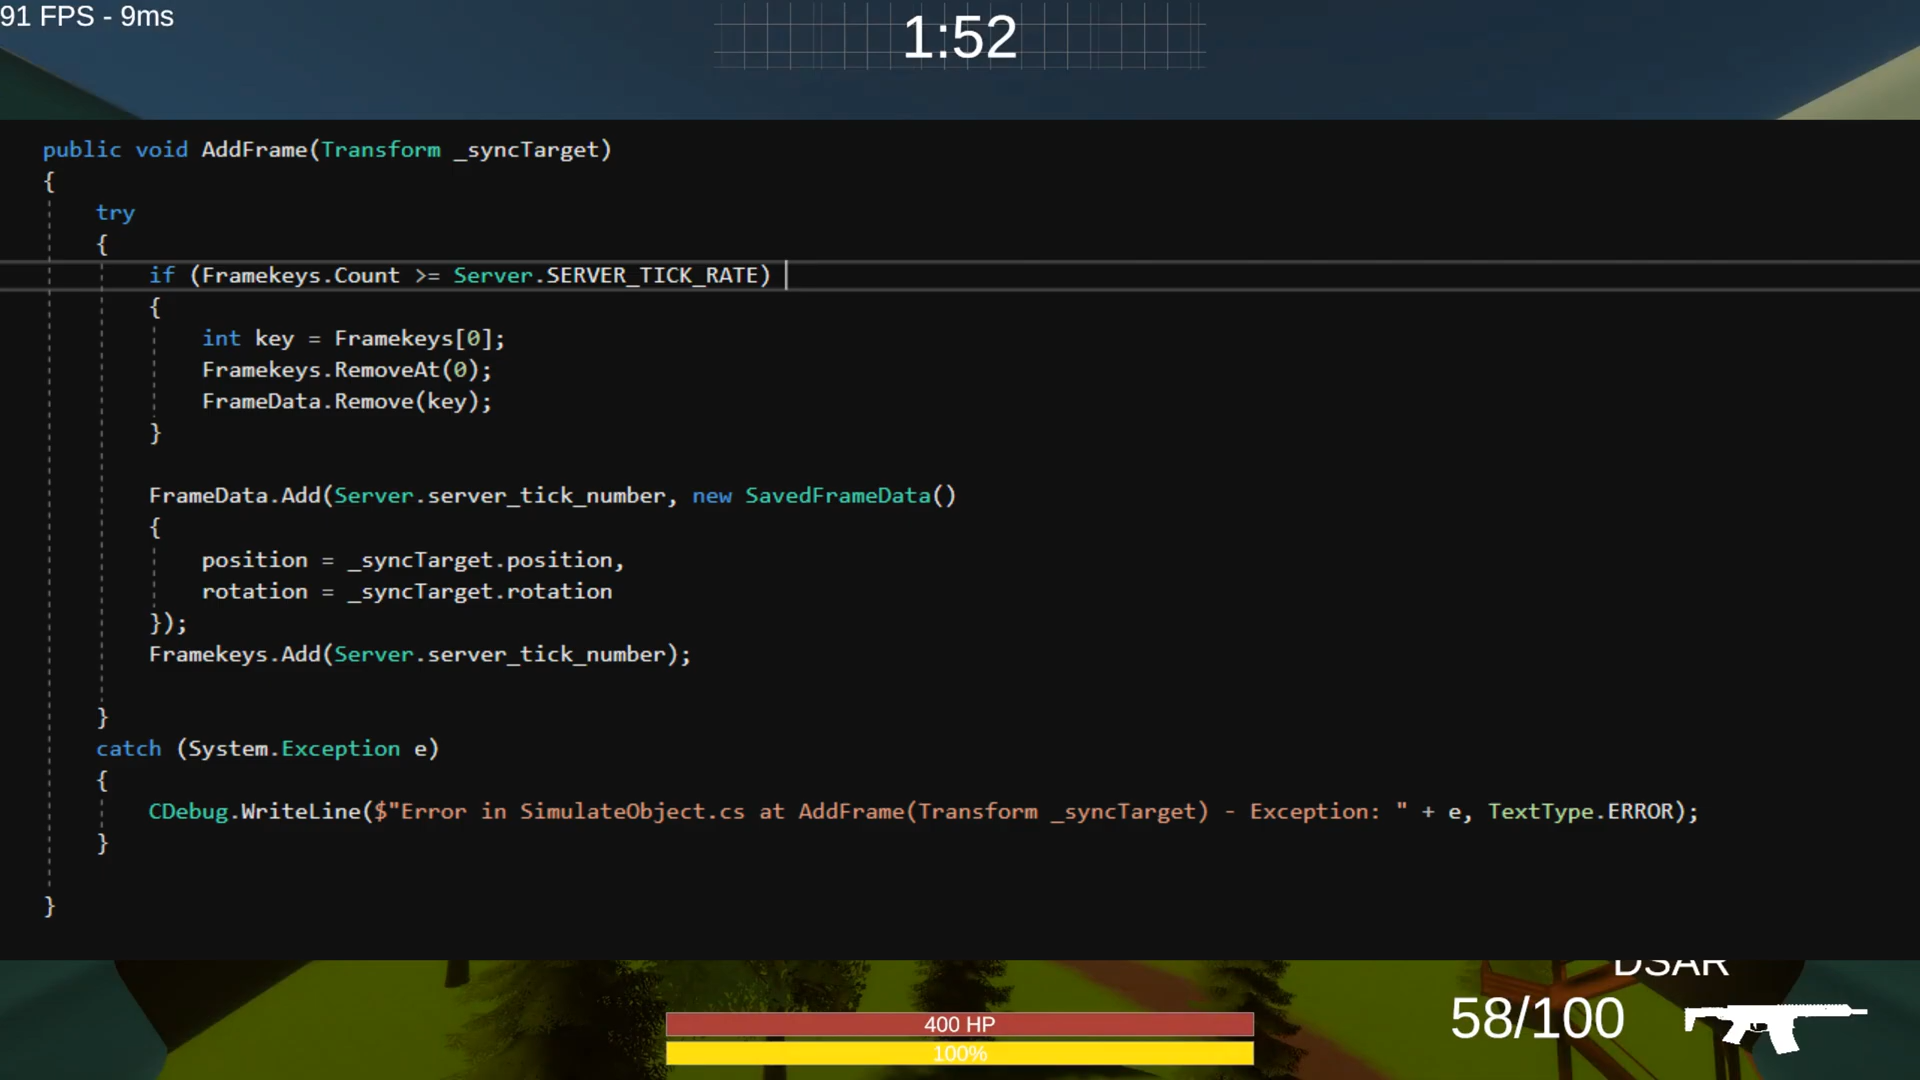 91 FPS - 9ms
1:52
public void AddFrame(Transform _syncTarget)
{
try
{
if (Framekeys.Count >= Server.SERVER_TICK_RATE)
{
int key = Framekeys[0];
Framekeys.RemoveAt(0);
FrameData.Remove(key);
}
FrameData.Add(Server.server_tick_number, new SavedFrameData()
{
position = _syncTarget.position,
rotation = _syncTarget.rotation
});
Framekeys.Add(Server.server_tick_number);
}
catch (System.Exception e)
{
CDebug.WriteLine($"Error in SimulateObject.cs at AddFrame(Transform _syncTarget) - Exception: " + e, TextType.ERROR);
}
}
DSAR
58/100
400 HP
100%